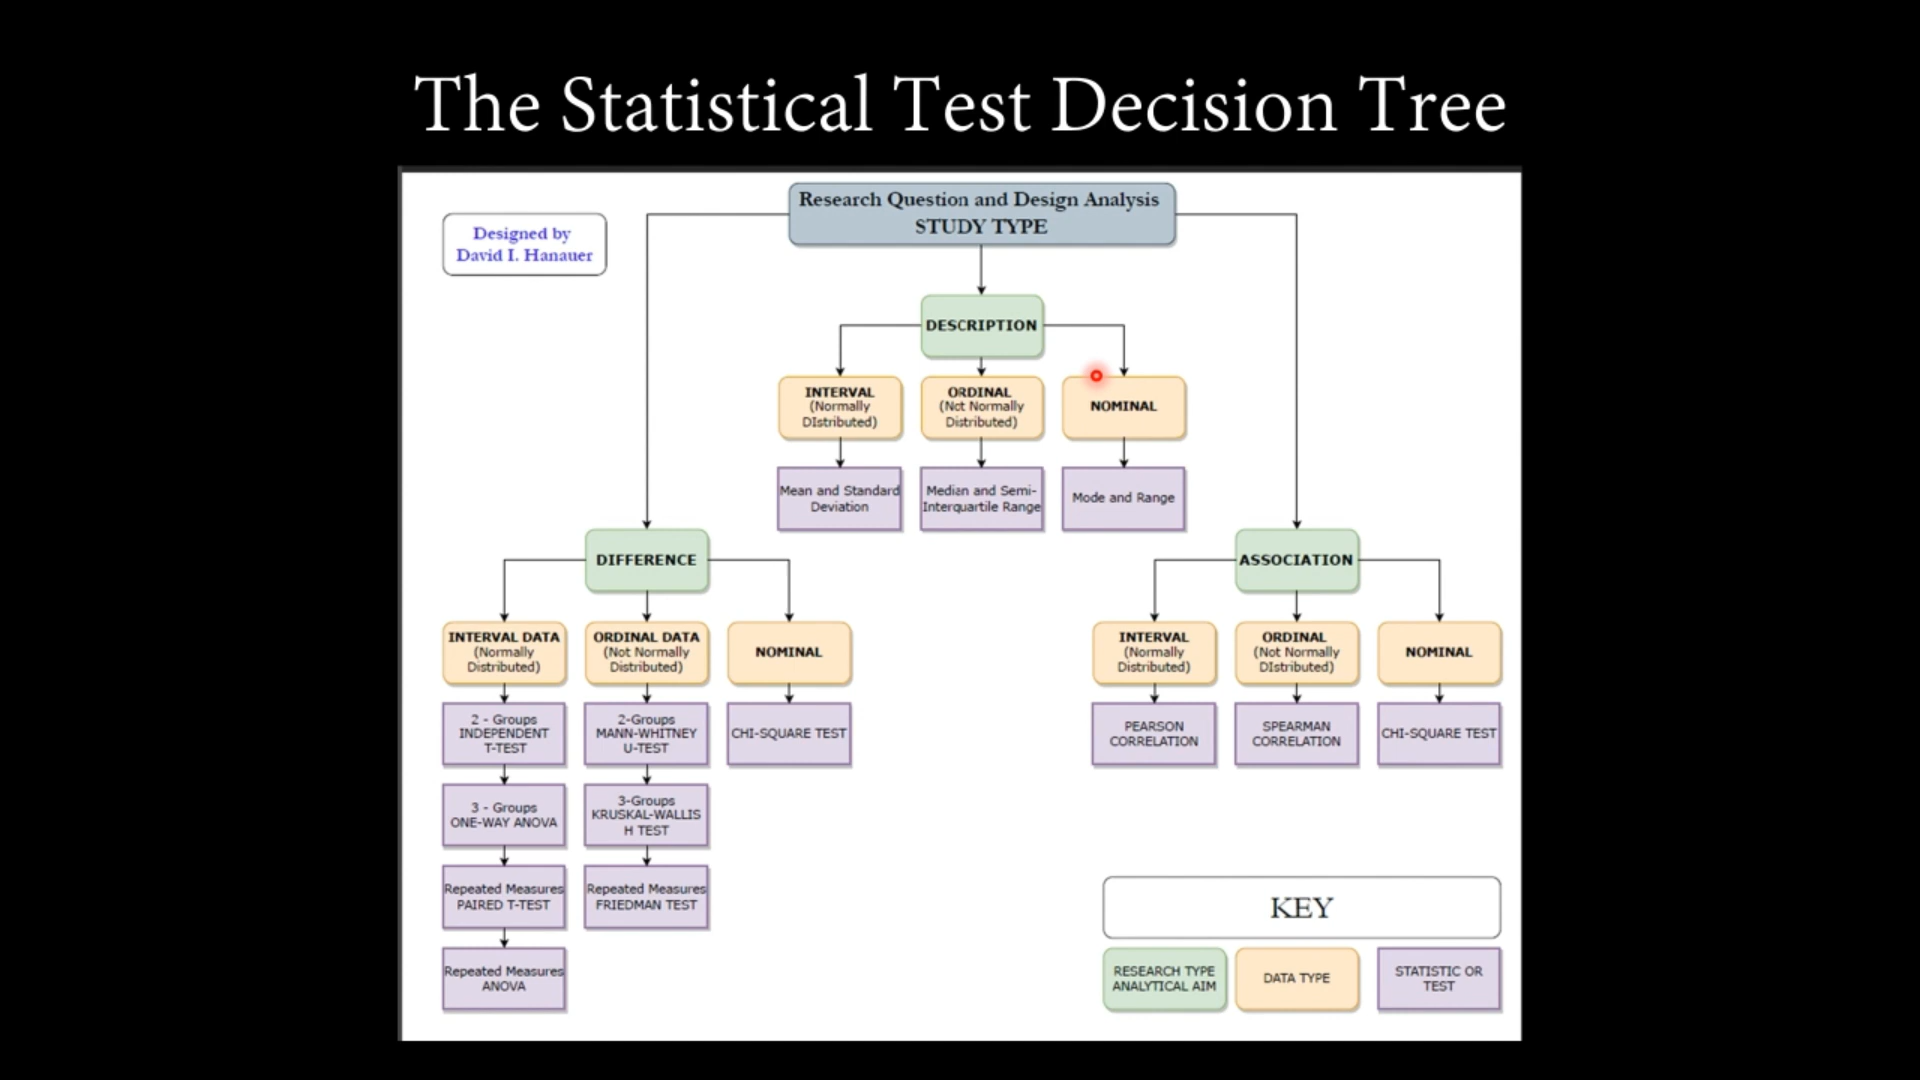 The Statistical Test Decision Tree
Research Question and Design Analysis
STUDY TYPE
Designed by
David I. Hanauer
DESCRIPTION
INTERVAL
(Normally
DIstributed)
ORDINAL
(Nct Normally
Distributed)
NOMINAL
Mean and Standard
Deviation
Median and Semi-
Interquartile Range
Mode and Range
DIFFERENCE
INTERVAL DATA
(Normally
Distributed)
ORDINAL DATA
(Not Normally
Distributed)
NOMINAL
2 - Groups
INDEPENDENT
T-TEST
2-Groups
MANN-WHITNEY
U-TEST
CHI-SQUARE TEST
3 - Groups
ONE-WAY ANOVA
3-Groups
KRUSKAL-WALLIS
H TEST
Repeated Measures
PAIRED T-TEST
Repeated Measures
FRIEDMAN TEST
Repeated Measures
ANOVA
ASSOCIATION
INTERVAL
(Normally
Distributed)
ORDINAL
(Not Normally
DIstributed)
NOMINAL
PEARSON
CORRELATION
SPEARMAN
CORRELATION
CHI-SQUARE TEST
KEY
RESEARCH TYPE
ANALYTICAL AIM
DATA TYPE
STATISTIC OR
TEST